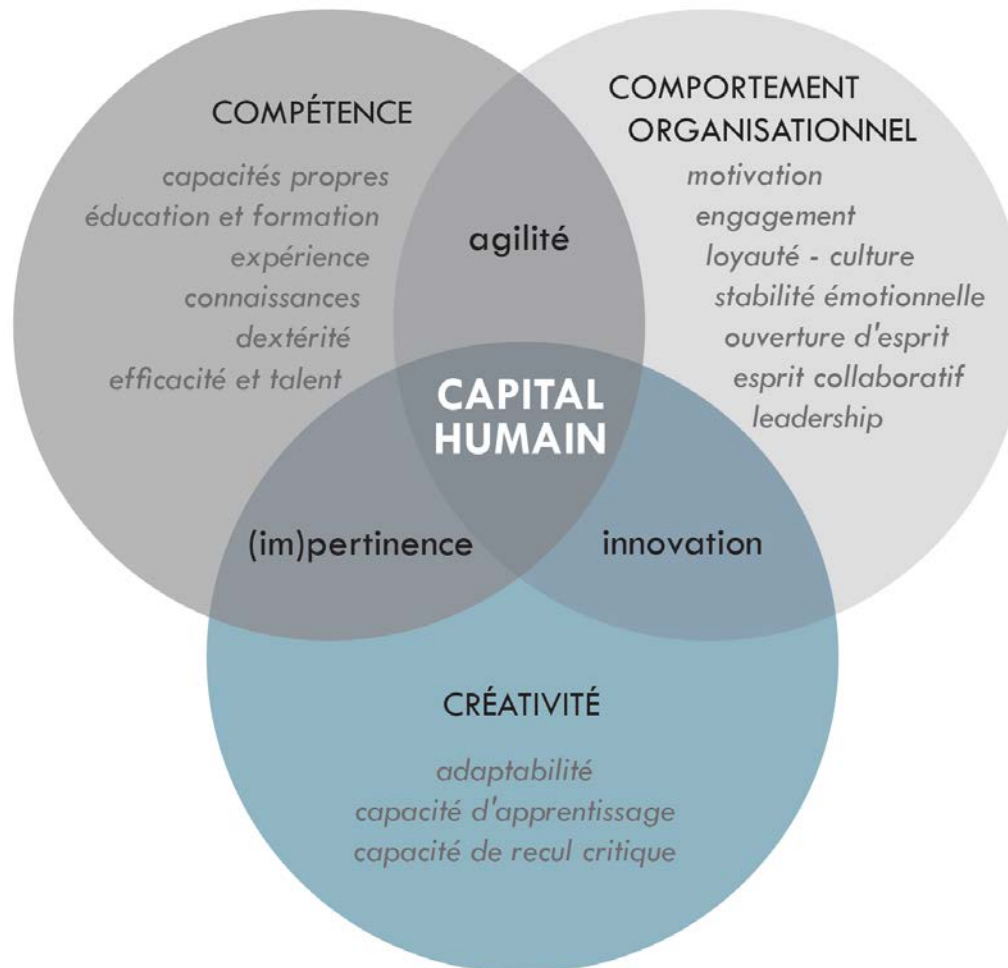 COMPÉTENCE
capacités propres
éducation et formation
expérience
connaissances
dextérité
efficacité et talent
COMPORTEMENT
ORGANISATIONNEL
motivation
engagement
loyauté - culture
stabilité émotionnelle
ouverture d'esprit
esprit collaboratif
leadership
agilité
CAPITAL
HUMAIN
(im)pertinence
innovation
CRÉATIVITÉ
adaptabilité
capacité d'apprentissage
capacité de recul critique